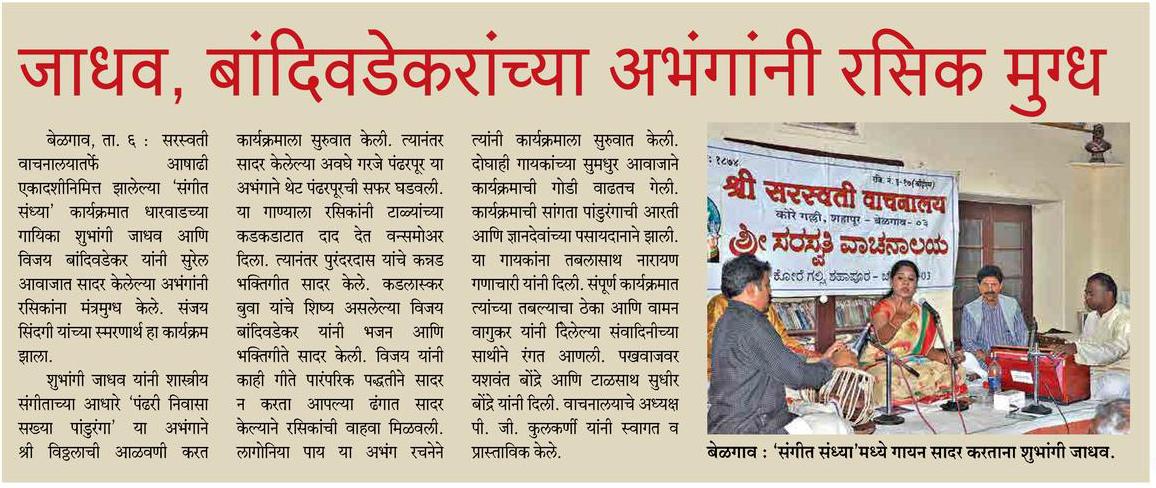 जाधव, बांदिवडेकरांच्या अभंगांनी रसिक मुग्ध
बेळगाव, ता. ६ : सरस्वती
वाचनालयातर्फे आषाढी
एकादशीनिमित्त झालेल्या ‘संगीत
संध्या’ कार्यक्रमात धारवाडच्या
गायिका शुभांगी जाधव आणि
विजय बांदिवडेकर यांनी सुरेल
आवाजात सादर केलेल्या अभंगांनी
रसिकांना मंत्रमुग्ध केले. संजय
सिंदगी यांच्या स्मरणार्थ हा कार्यक्रम
झाला.
शुभांगी जाधव यांनी शास्त्रीय
संगीताच्या आधारे ‘पंढरी निवासा
सख्या पांडुरंगा’ या अभंगाने
श्री विठ्ठलाची आळवणी करत
कार्यक्रमाला सुरुवात केली. त्यानंतर
सादर केलेल्या अवघे गरजे पंढरपूर या
अभंगाने थेट पंढरपूरची सफर घडवली.
या गाण्याला रसिकांनी टाळ्यांच्या
कडकडाटात दाद देत वन्समोअर
दिला. त्यानंतर पुरंदरदास यांचे कन्नड
भक्तिगीत सादर केले. कडलास्कर
बुवा यांचे शिष्य असलेल्या विजय
बांदिवडेकर यांनी भजन आणि
भक्तिगीते सादर केली. विजय यांनी
काही गीते पारंपरिक पद्धतीने सादर
न करता आपल्या ढंगात सादर
केल्याने रसिकांची वाहवा मिळवली.
लागोनिया पाय या अभंग रचनेने
त्यांनी कार्यक्रमाला सुरुवात केली.
दोघाही गायकांच्या सुमधुर आवाजाने
कार्यक्रमाची गोडी वाढतच गेली.
कार्यक्रमाची सांगता पांडुरंगाची आरती
आणि ज्ञानदेवांच्या पसायदानाने झाली.
या गायकांना तबलासाथ नारायण
गणाचारी यांनी दिली. संपूर्ण कार्यक्रमात
त्यांच्या तबल्याचा ठेका आणि वामन
वागुकर यांनी दिलेल्या संवादिनीच्या
साथीने रंगत आणली. पखवाजवर
यशवंत बोंद्रे आणि टाळसाथ सुधीर
बोंद्रे यांनी दिली. वाचनालयाचे अध्यक्ष
पी. जी. कुलकर्णी यांनी स्वागत व
प्रास्ताविक केले.
: १८७४
श्री सरस्वती वाचनालय
कोरे गल्ली, शहापूर - बेळगाव - ०३
ಶ್ರೀ ಸರಸ್ವತಿ ವಾಚನಾಲಯ
ಕೋರೆ ಗಲ್ಲಿ, ಶಹಾಪೂರ - 03
बेळगाव : ‘संगीत संध्या’मध्ये गायन सादर करताना शुभांगी जाधव.